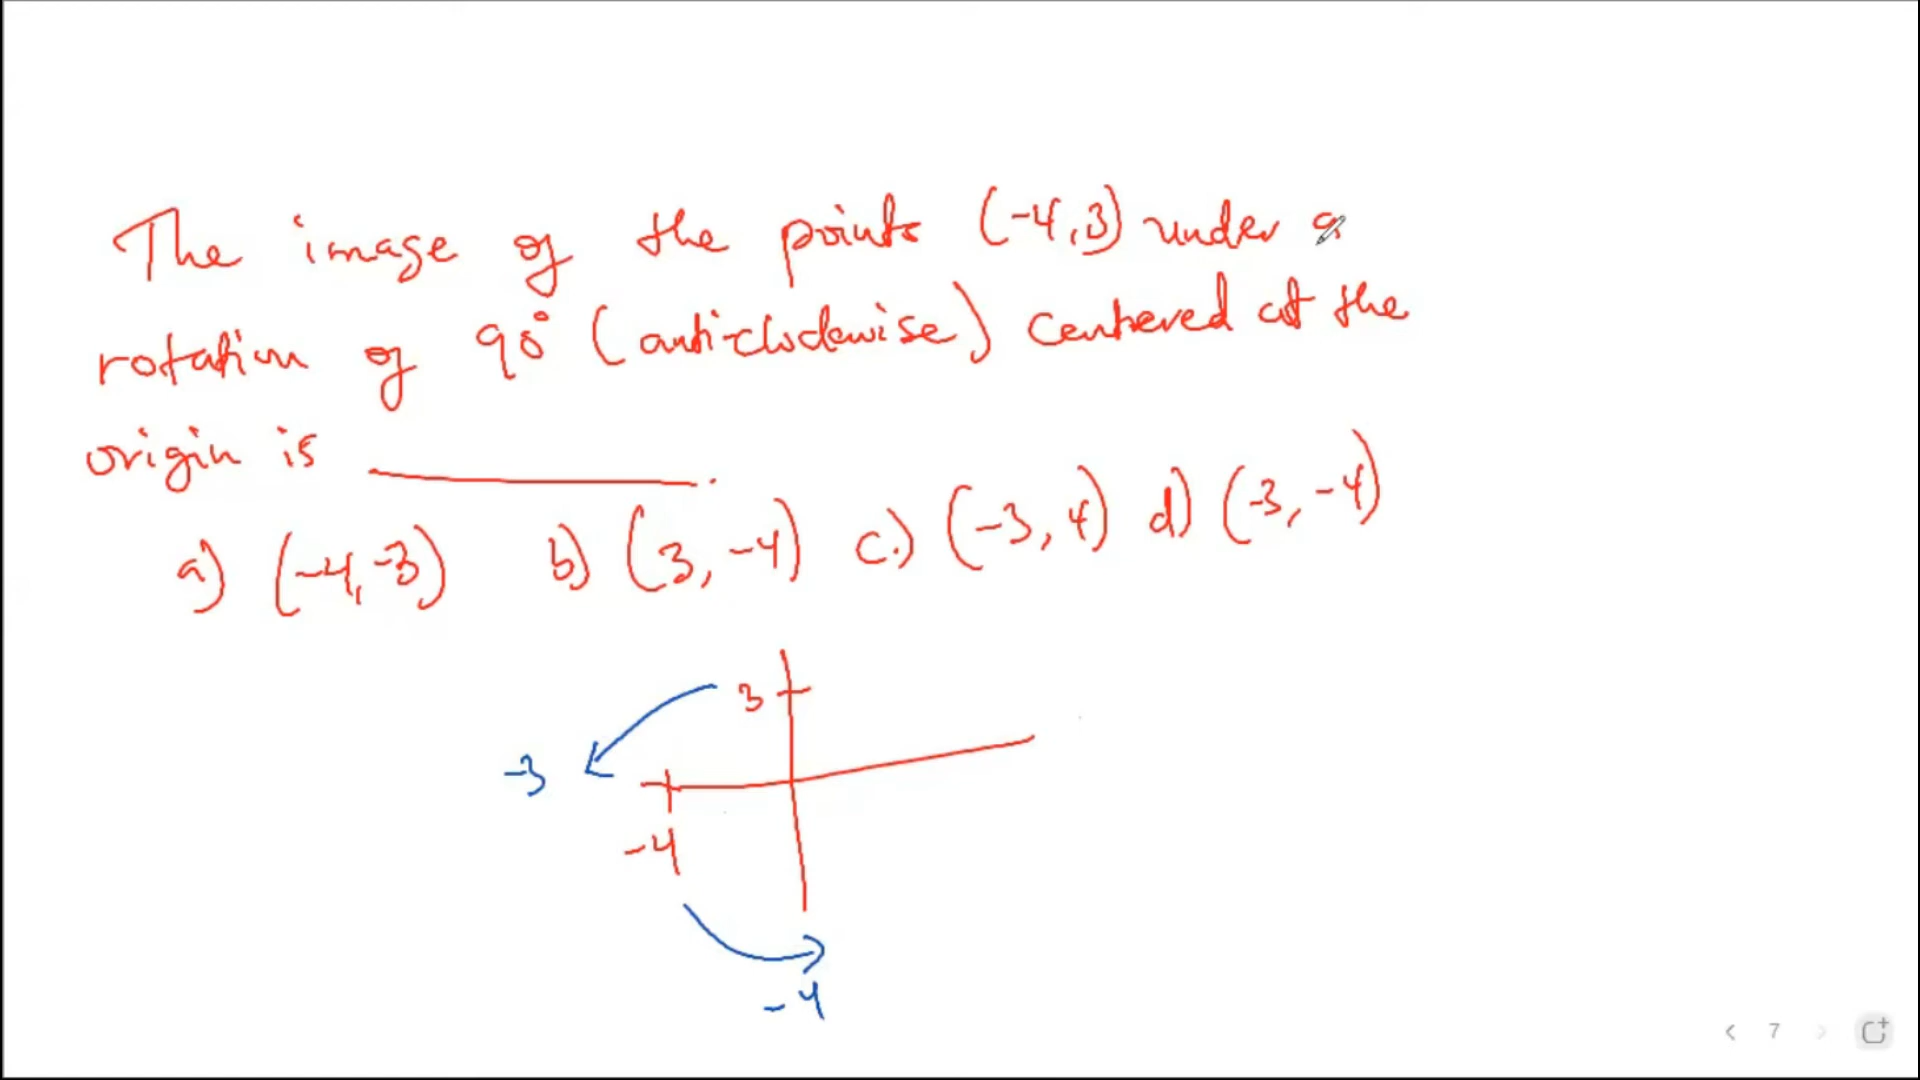 The image of the points (-4,3) under a
rotation of 90° (anti-clockwise) centered at the
origin is ________.
a) (-4,-3) b) (3, -4) c.) (-3, 4) d) (-3, -4)
3
-3
-4
-4
7